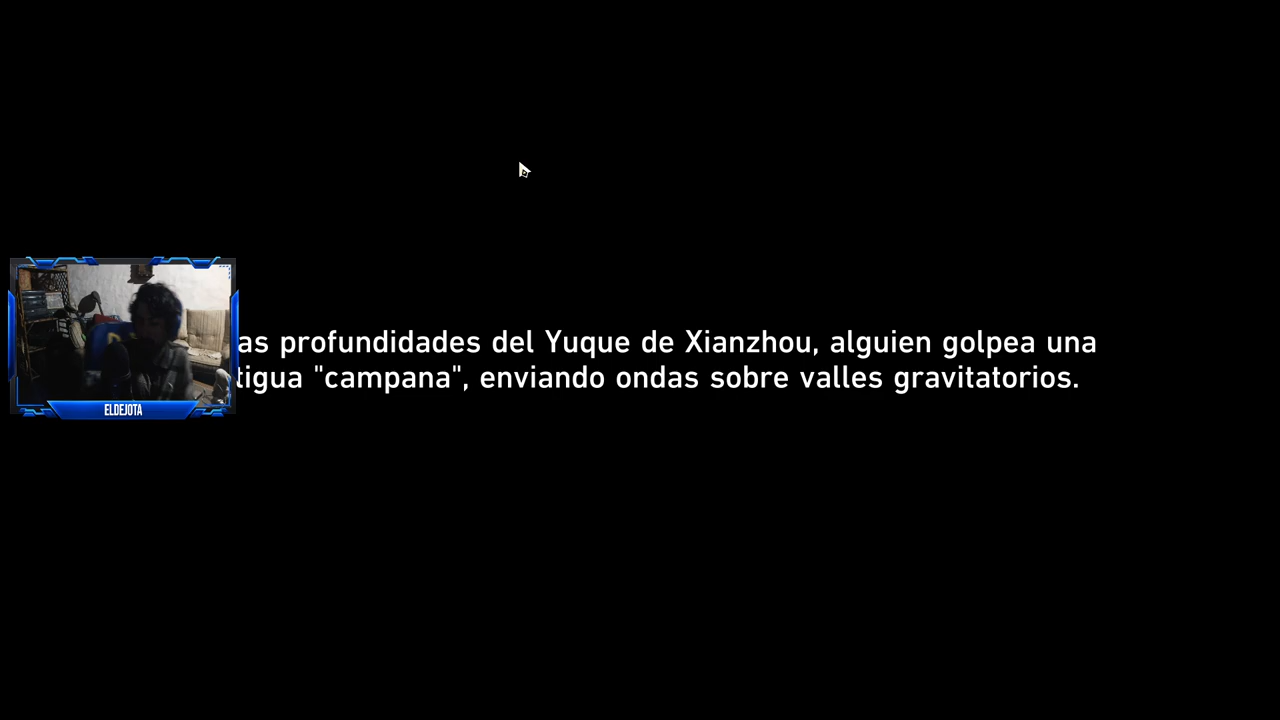 as profundidades del Yuque de Xianzhou, alguien golpea una
tigua "campana", enviando ondas sobre valles gravitatorios.
ELDEJOTA